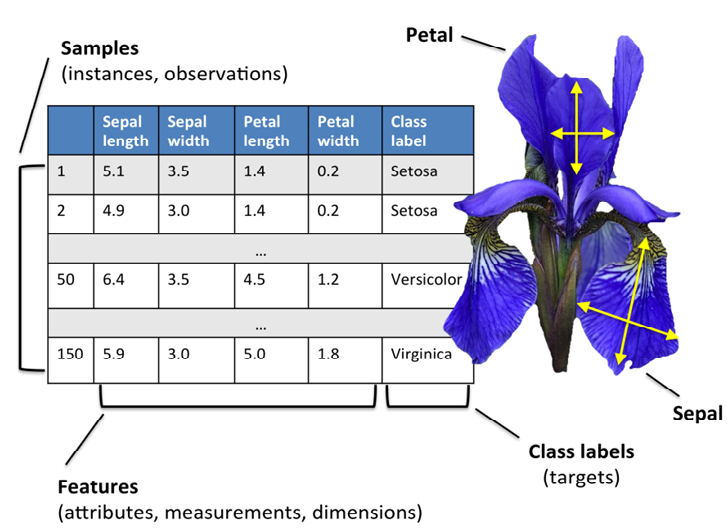 Samples
(instances, observations)
Petal
Sepal length Sepal width Petal length Petal width Class label
1 5.1 3.5 1.4 0.2 Setosa
2 4.9 3.0 1.4 0.2 Setosa
...
50 6.4 3.5 4.5 1.2 Versicolor
...
150 5.9 3.0 5.0 1.8 Virginica
Sepal
Class labels
(targets)
Features
(attributes, measurements, dimensions)